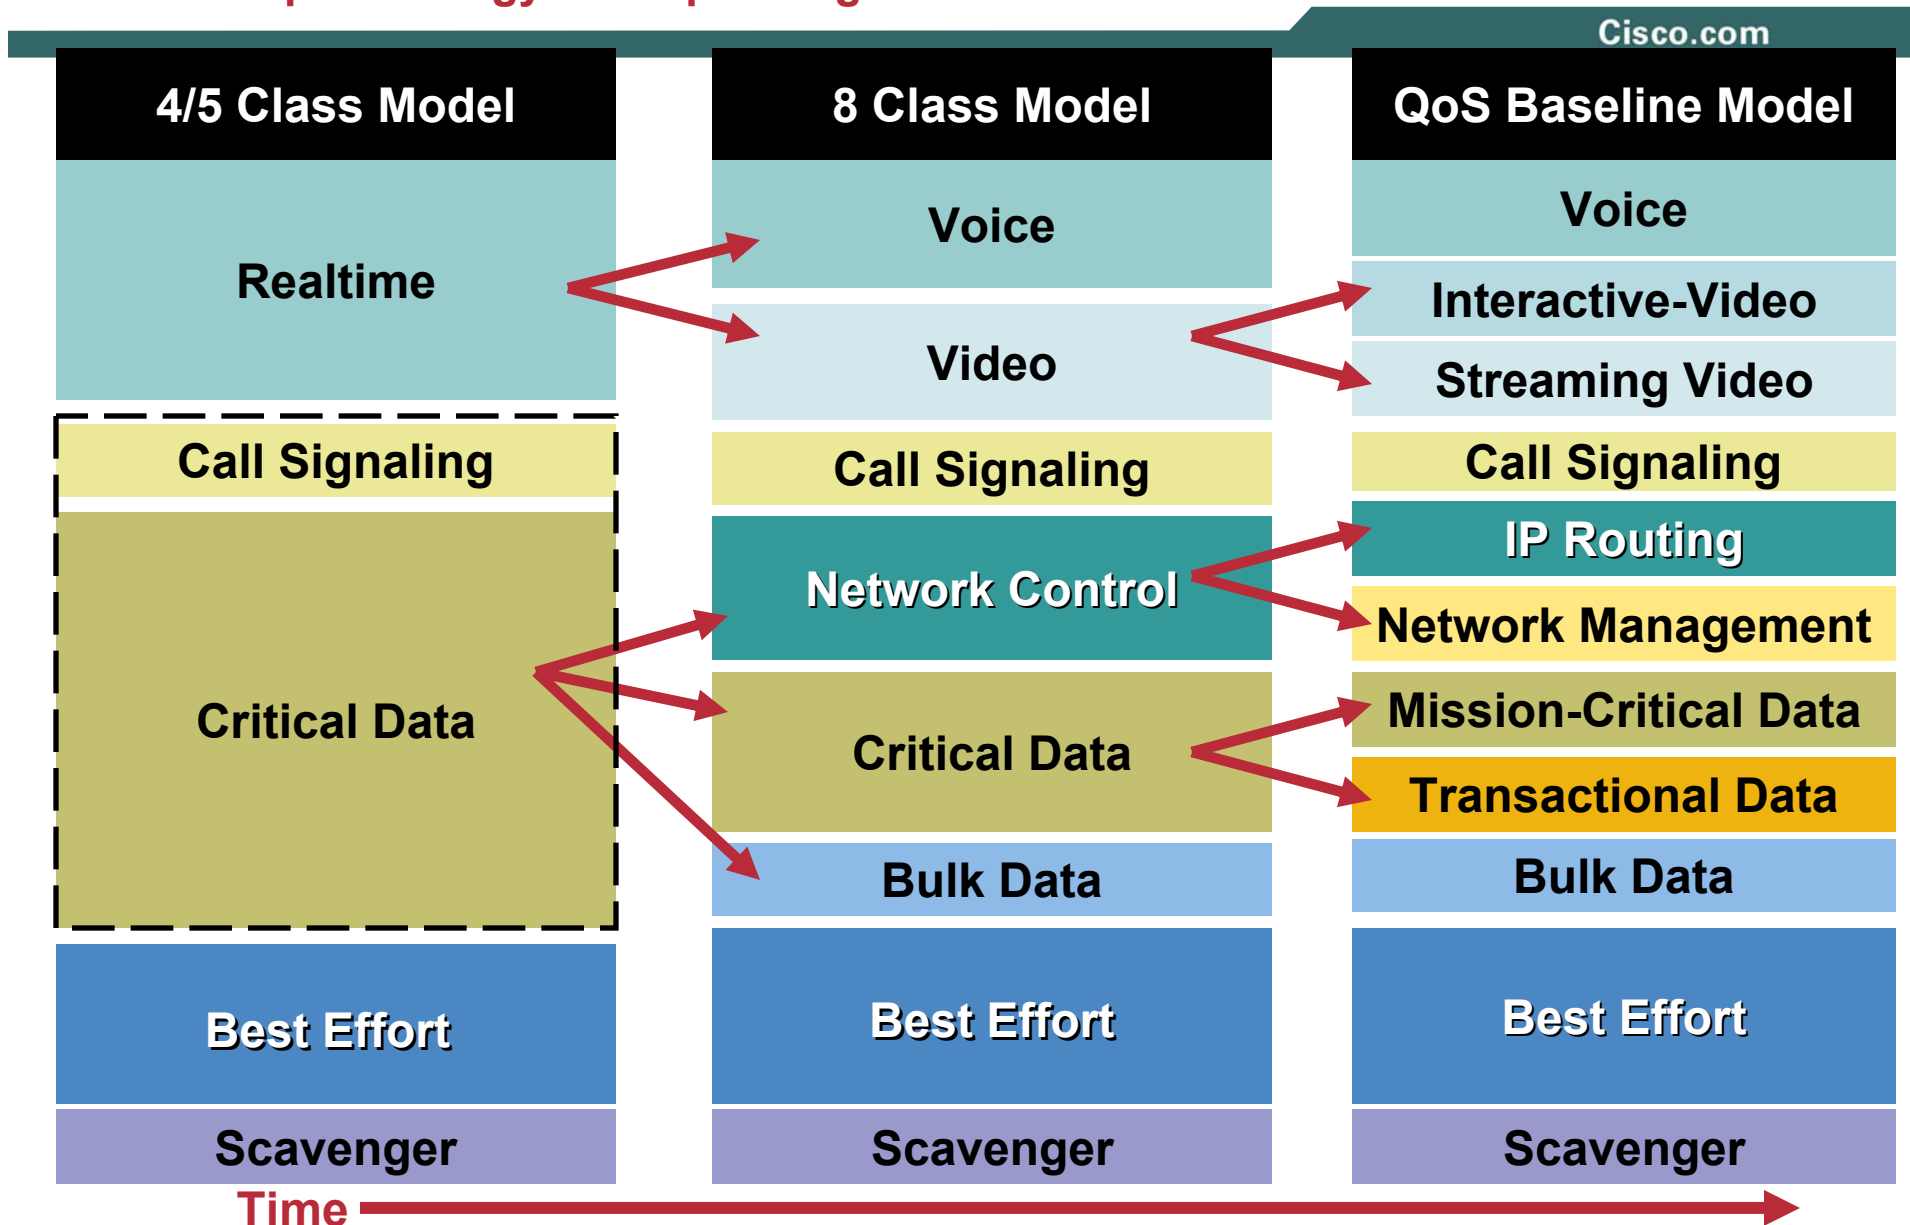 Cisco.com
4/5 Class Model
Realtime
Call Signaling
Critical Data
Best Effort
Scavenger
8 Class Model
Voice
Video
Call Signaling
Network Control
Critical Data
Bulk Data
Best Effort
Scavenger
QoS Baseline Model
Voice
Interactive-Video
Streaming Video
Call Signaling
IP Routing
Network Management
Mission-Critical Data
Transactional Data
Bulk Data
Best Effort
Scavenger
Time